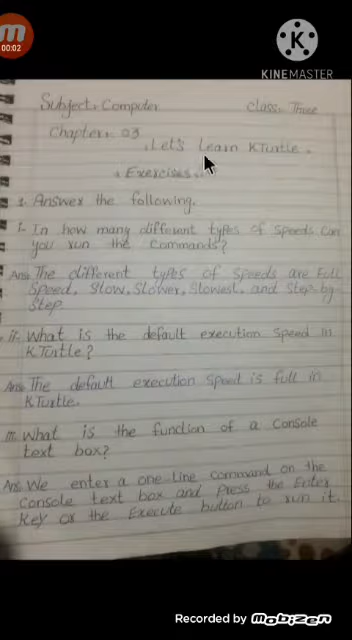 00:02
K
KINEMASTER
Subject:- Computer Class:- Three
Chapter:- 03
Let's Learn KTurtle.
Exercises
1. Answer the following.
I- In how many different types of Speeds can
you run the Commands?
Ans: The different types of Speeds are Full
Speed, Slow, Slower, Slowest, and Step-by-
Step.
ii- What is the default execution Speed in
KTurtle?
Ans: The default execution Speed is full in
KTurtle.
iii. What is the function of a Console
text box?
Ans: We enter a one-Line Command on the
Console text box and press the Enter
Key or the Execute button to run it.
Recorded by Mobizen